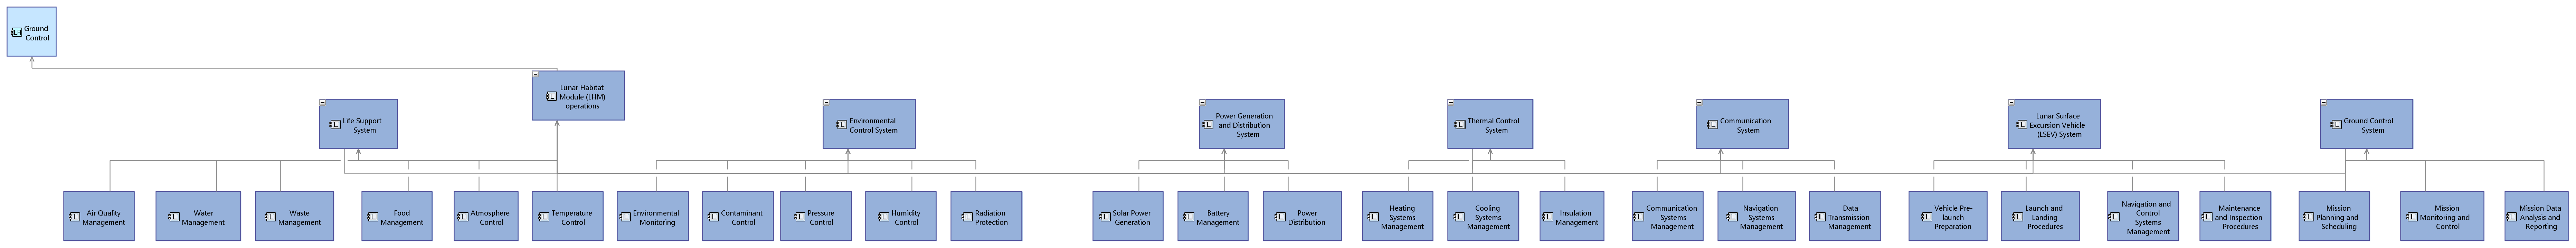 LA
Ground
Control
L
Lunar Habitat
Module (LHM)
operations
L
Life Support
System
L
Environmental
Control System
L
Power Generation
and Distribution
System
L
Thermal Control
System
L
Communication
System
L
Lunar Surface
Excursion Vehicle
(LSEV) System
L
Ground Control
System
L
Air Quality
Management
L
Water
Management
L
Waste
Management
L
Food
Management
L
Atmosphere
Control
L
Temperature
Control
L
Environmental
Monitoring
L
Contaminant
Control
L
Pressure
Control
L
Humidity
Control
L
Radiation
Protection
L
Solar Power
Generation
L
Battery
Management
L
Power
Distribution
L
Heating
Systems
Management
L
Cooling
Systems
Management
L
Insulation
Management
L
Communication
Systems
Management
L
Navigation
Systems
Management
L
Data
Transmission
Management
L
Vehicle Pre-
launch
Preparation
L
Launch and
Landing
Procedures
L
Navigation and
Control
Systems
Management
L
Maintenance
and Inspection
Procedures
L
Mission
Planning and
Scheduling
L
Mission
Monitoring and
Control
L
Mission Data
Analysis and
Reporting